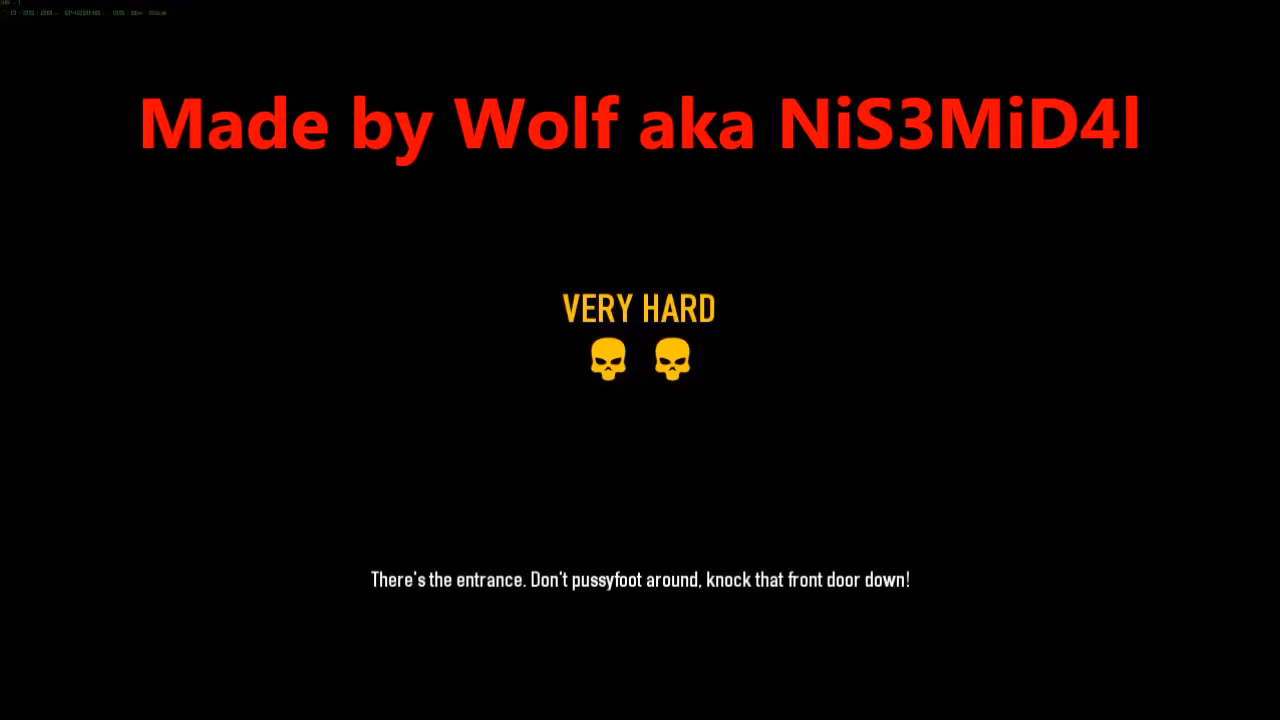 Made by Wolf aka NiS3MiD4l
VERY HARD
There's the entrance. Don't pussyfoot around, knock that front door down!